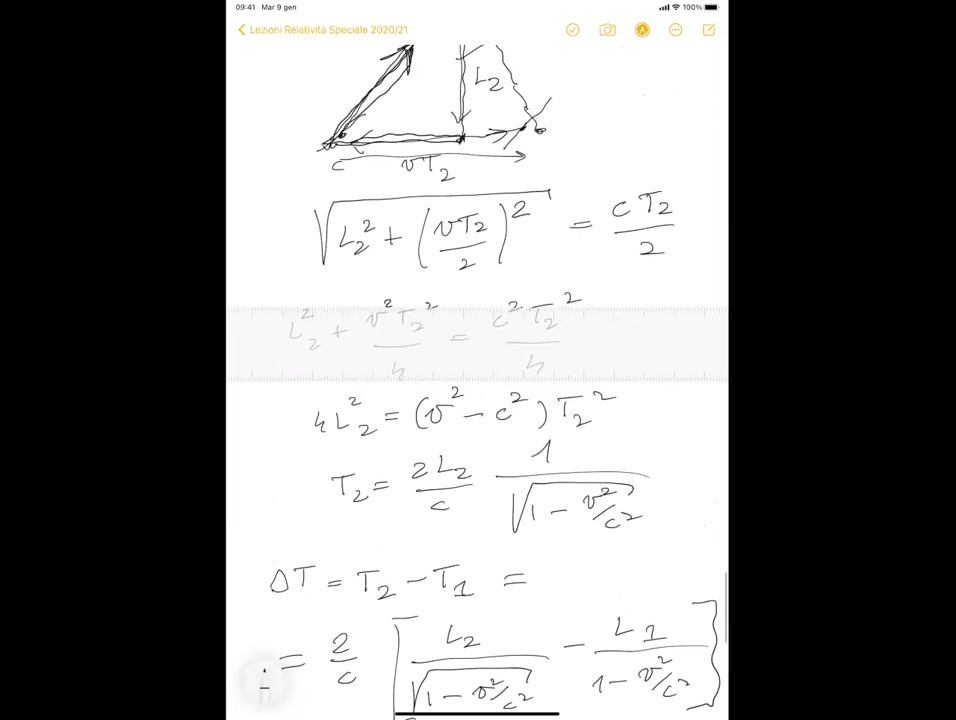 09:41 Mar 9 gen
100%
Lezioni Relatività Speciale 2020/21
L₂
c
vT₂
√(L₂² + (vT₂/2)²) = cT₂/2
L₂² + v²T₂²/4 = c²T₂²/4
4L₂² = (v² - c²) T₂²
T₂ = 2L₂/c 1/√(1 - v²/c²)
ΔT = T₂ - T₁ =
= 2/c [L₂/√(1 - v²/c²) - L₁/(1 - v²/c²)]